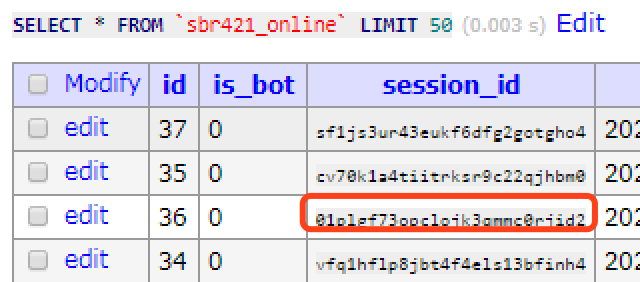 SELECT * FROM `sbr421_online` LIMIT 50 (0.003 s) Edit
Modify id is_bot session_id
edit 37 0 sf1js3ur43eukf6dfg2gotgho4 202
edit 35 0 cv70k1a4tiitrksr9c22qjhbm0 202
edit 36 0 202
edit 34 0 vfq1hflp8jbt4f4els13bfinh4 202